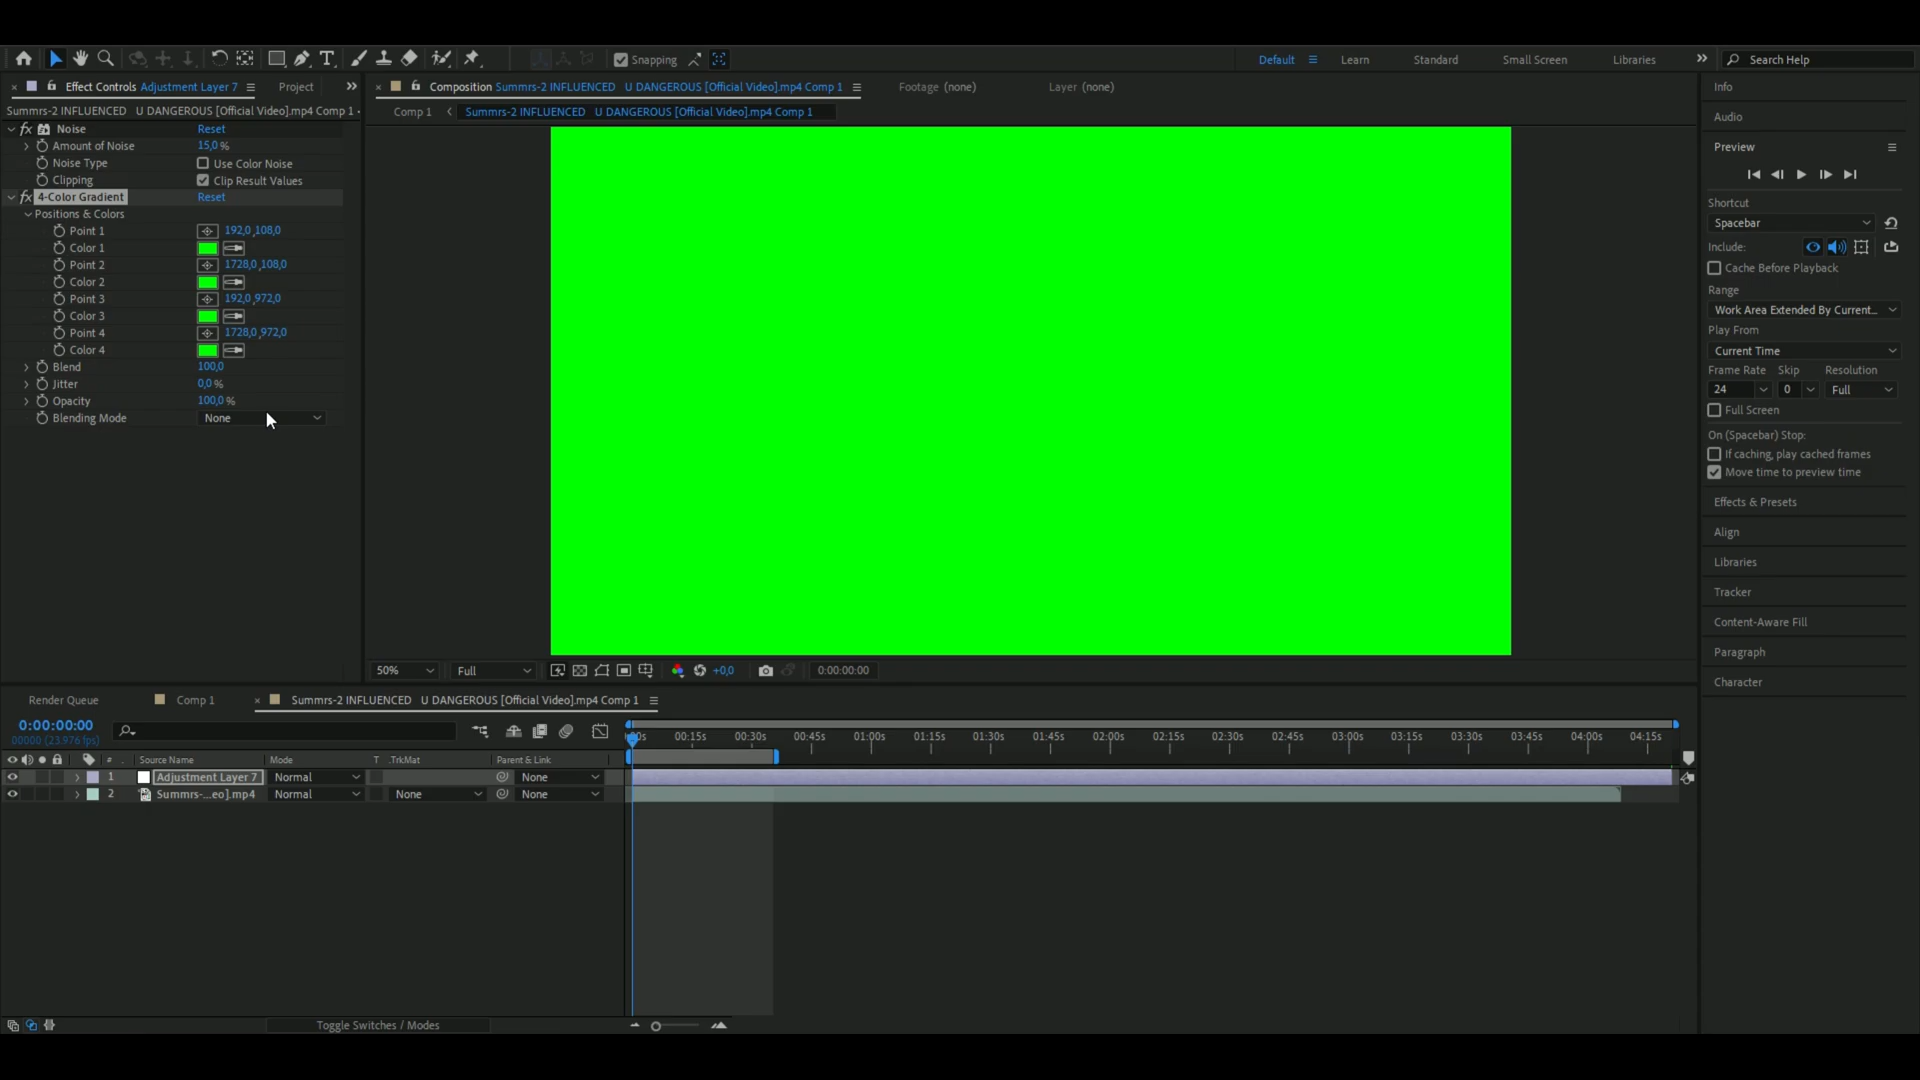 Snapping
Default
Learn
Standard
Small Screen
Libraries
Search Help
Effect Controls Adjustment Layer 7
Project
Composition Summrs-2 INFLUENCED U DANGEROUS [Official Video].mp4 Comp 1
Footage (none)
Layer (none)
Info
Summrs-2 INFLUENCED U DANGEROUS [Official Video].mp4 Comp 1
Comp 1
Summrs-2 INFLUENCED U DANGEROUS [Official Video].mp4 Comp 1
Audio
fx Noise Reset
Amount of Noise 15,0 %
Noise Type Use Color Noise
Clipping Clip Result Values
fx 4-Color Gradient Reset
Positions & Colors
Point 1 192,0 ,108,0
Color 1
Point 2 1728,0 ,108,0
Color 2
Point 3 192,0 ,972,0
Color 3
Point 4 1728,0 ,972,0
Color 4
Blend 100,0
Jitter 0,0 %
Opacity 100,0 %
Blending Mode None
Preview
Shortcut
Spacebar
Include:
Cache Before Playback
Range
Work Area Extended By Current...
Play From
Current Time
Frame Rate Skip Resolution
24 0 Full
Full Screen
On (Spacebar) Stop:
If caching, play cached frames
Move time to preview time
Effects & Presets
Align
Libraries
Tracker
Content-Aware Fill
Paragraph
Character
50% Full +0,0 0:00:00:00
Render Queue
Comp 1
Summrs-2 INFLUENCED U DANGEROUS [Official Video].mp4 Comp 1
0:00:00:00
00000 (23.976 fps)
00:15s 00:30s 00:45s 01:00s 01:15s 01:30s 01:45s 02:00s 02:15s 02:30s 02:45s 03:00s 03:15s 03:30s 03:45s 04:00s 04:15s
# Source Name Mode T .TrkMat Parent & Link
1 Adjustment Layer 7 Normal None
2 Summrs-...eo].mp4 Normal None None
Toggle Switches / Modes